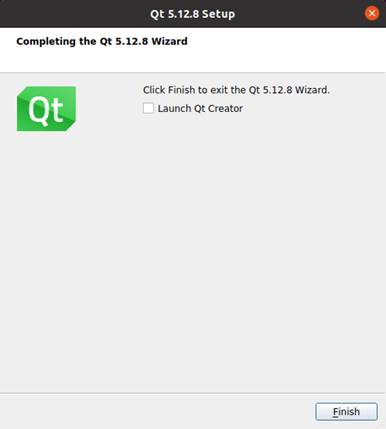 Qt 5.12.8 Setup
Completing the Qt 5.12.8 Wizard
Qt
Click Finish to exit the Qt 5.12.8 Wizard.
Launch Qt Creator
Finish